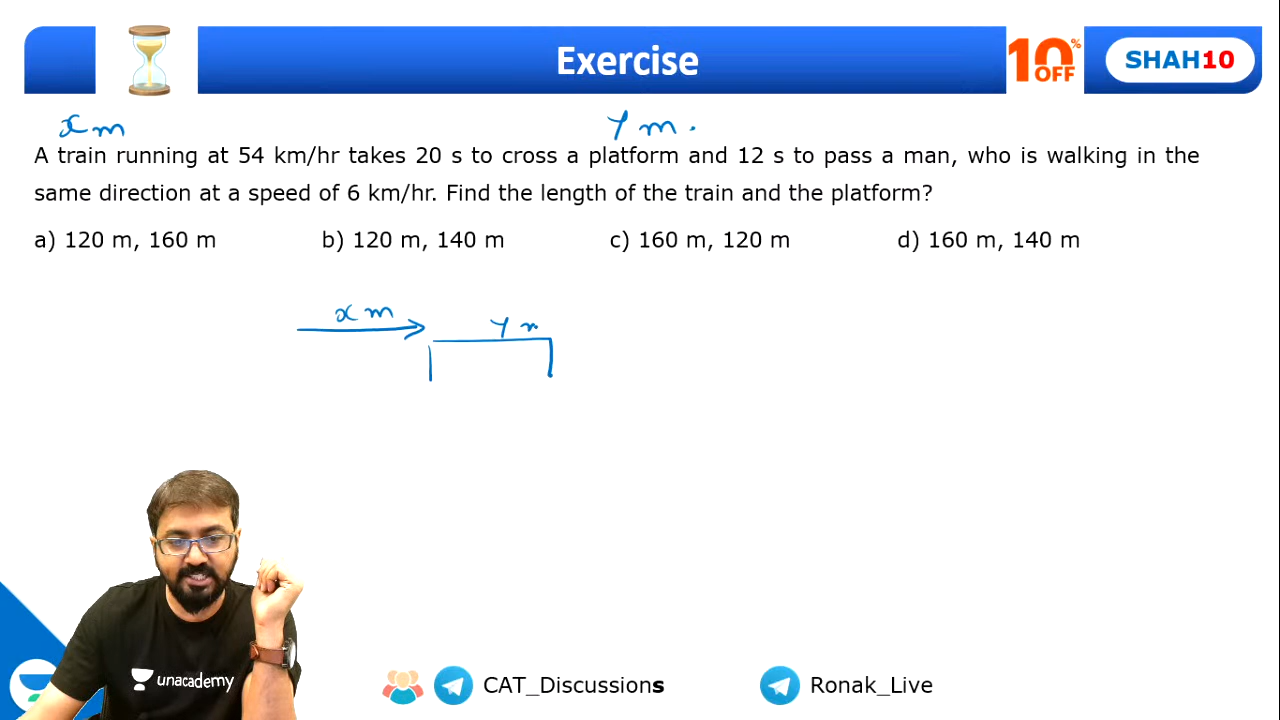 Exercise
10%
OFF
SHAH10
x m
y m.
A train running at 54 km/hr takes 20 s to cross a platform and 12 s to pass a man, who is walking in the
same direction at a speed of 6 km/hr. Find the length of the train and the platform?
a) 120 m, 160 m b) 120 m, 140 m c) 160 m, 120 m d) 160 m, 140 m
x m
y m
unacademy
CAT_Discussions
Ronak_Live